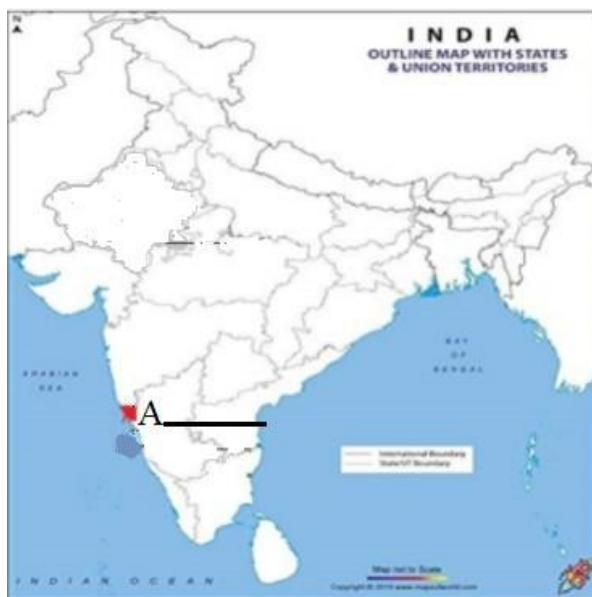 N
INDIA
OUTLINE MAP WITH STATES
& UNION TERRITORIES
ARABIAN
SEA
BAY
OF
BENGAL
A
International Boundary
State/UT Boundary
Map not to Scale
INDIAN OCEAN